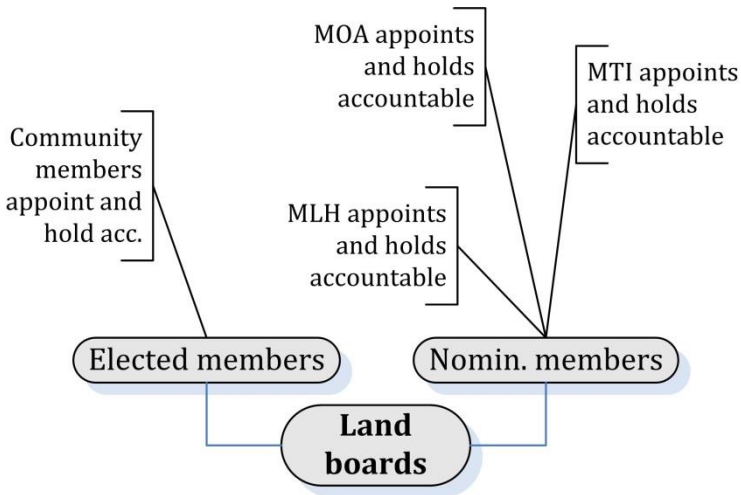 MOA appoints
and holds
accountable
MTI appoints
and holds
accountable
Community
members
appoint and
hold acc.
MLH appoints
and holds
accountable
Elected members
Nomin. members
Land
boards